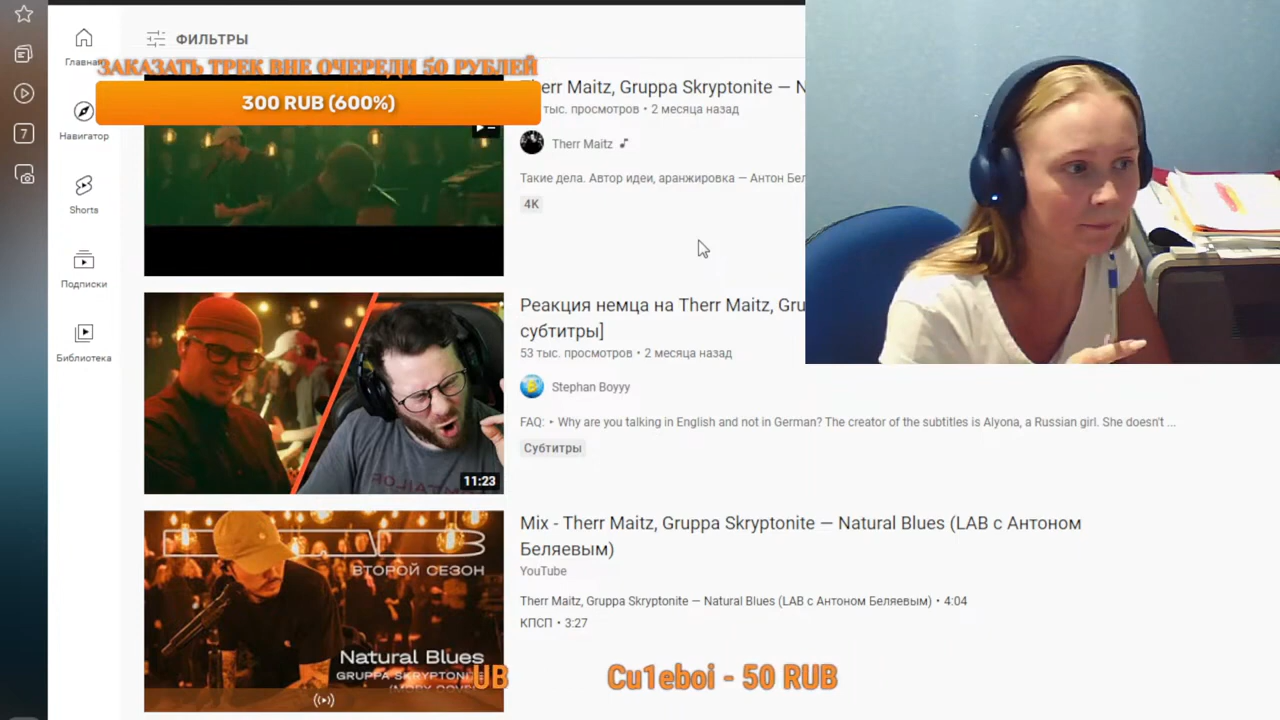 ФИЛЬТРЫ
Главная
ЗАКАЗАТЬ ТРЕК ВНЕ ОЧЕРЕДИ 50 РУБЛЕЙ
300 RUB (600%)
Therr Maitz, Gruppa Skryptonite — N
тыс. просмотров • 2 месяца назад
Навигатор
Therr Maitz
Такие дела. Автор идеи, аранжировка — Антон Бел
4K
7
Shorts
Подписки
Библиотека
Реакция немца на Therr Maitz, Gru
субтитры]
53 тыс. просмотров • 2 месяца назад
Stephan Boyyy
FAQ: ‣ Why are you talking in English and not in German? The creator of the subtitles is Alyona, a Russian girl. She doesn't ...
Субтитры
11:23
Mix - Therr Maitz, Gruppa Skryptonite — Natural Blues (LAB с Антоном
Беляевым)
YouTube
Therr Maitz, Gruppa Skryptonite — Natural Blues (LAB с Антоном Беляевым) • 4:04
КПСП • 3:27
LAB
ВТОРОЙ СЕЗОН
Natural Blues
GRUPPA SKRYPTONITE
UB
Cu1eboi - 50 RUB